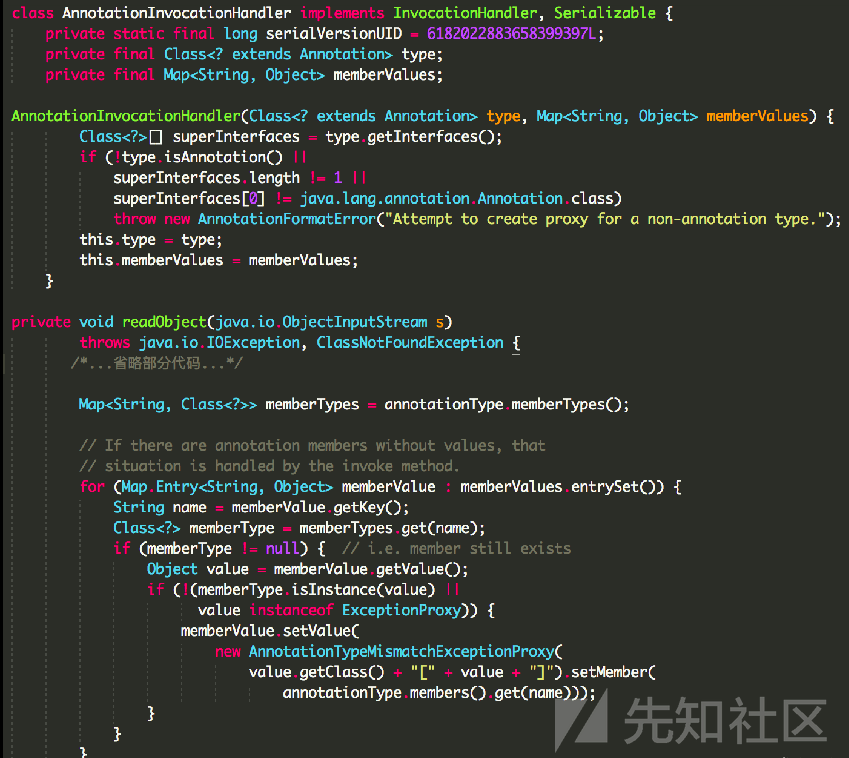 class AnnotationInvocationHandler implements InvocationHandler, Serializable {
    private static final long serialVersionUID = 6182022883658399397L;
    private final Class<? extends Annotation> type;
    private final Map<String, Object> memberValues;

AnnotationInvocationHandler(Class<? extends Annotation> type, Map<String, Object> memberValues) {
        Class<?>[] superInterfaces = type.getInterfaces();
        if (!type.isAnnotation() ||
            superInterfaces.length != 1 ||
            superInterfaces[0] != java.lang.annotation.Annotation.class)
            throw new AnnotationFormatError("Attempt to create proxy for a non-annotation type.");
        this.type = type;
        this.memberValues = memberValues;
    }

private void readObject(java.io.ObjectInputStream s)
        throws java.io.IOException, ClassNotFoundException {
       /*...省略部分代码...*/

        Map<String, Class<?>> memberTypes = annotationType.memberTypes();

        // If there are annotation members without values, that
        // situation is handled by the invoke method.
        for (Map.Entry<String, Object> memberValue : memberValues.entrySet()) {
            String name = memberValue.getKey();
            Class<?> memberType = memberTypes.get(name);
            if (memberType != null) {  // i.e. member still exists
                Object value = memberValue.getValue();
                if (!(memberType.isInstance(value) ||
                      value instanceof ExceptionProxy)) {
                    memberValue.setValue(
                        new AnnotationTypeMismatchExceptionProxy(
                            value.getClass() + "[" + value + "]").setMember(
                                annotationType.members().get(name)));
                }
            }
        }
先知社区